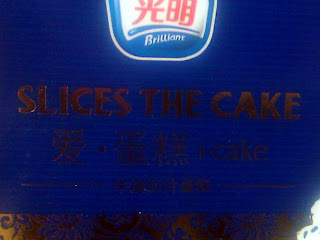 光明
Brilliant
SLICES THE CAKE
爱·蛋糕 i·cake